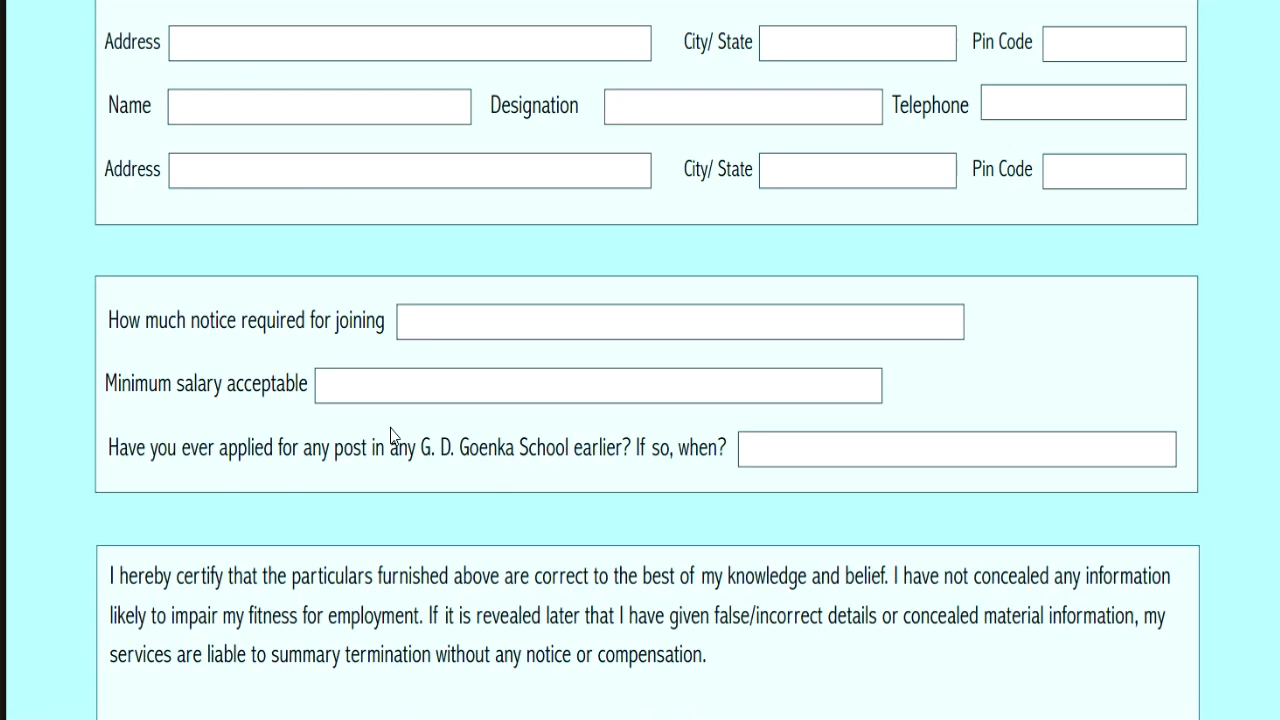 Address City/ State Pin Code
Name Designation Telephone
Address City/ State Pin Code
How much notice required for joining
Minimum salary acceptable
Have you ever applied for any post in any G. D. Goenka School earlier? If so, when?
I hereby certify that the particulars furnished above are correct to the best of my knowledge and belief. I have not concealed any information
likely to impair my fitness for employment. If it is revealed later that I have given false/incorrect details or concealed material information, my
services are liable to summary termination without any notice or compensation.